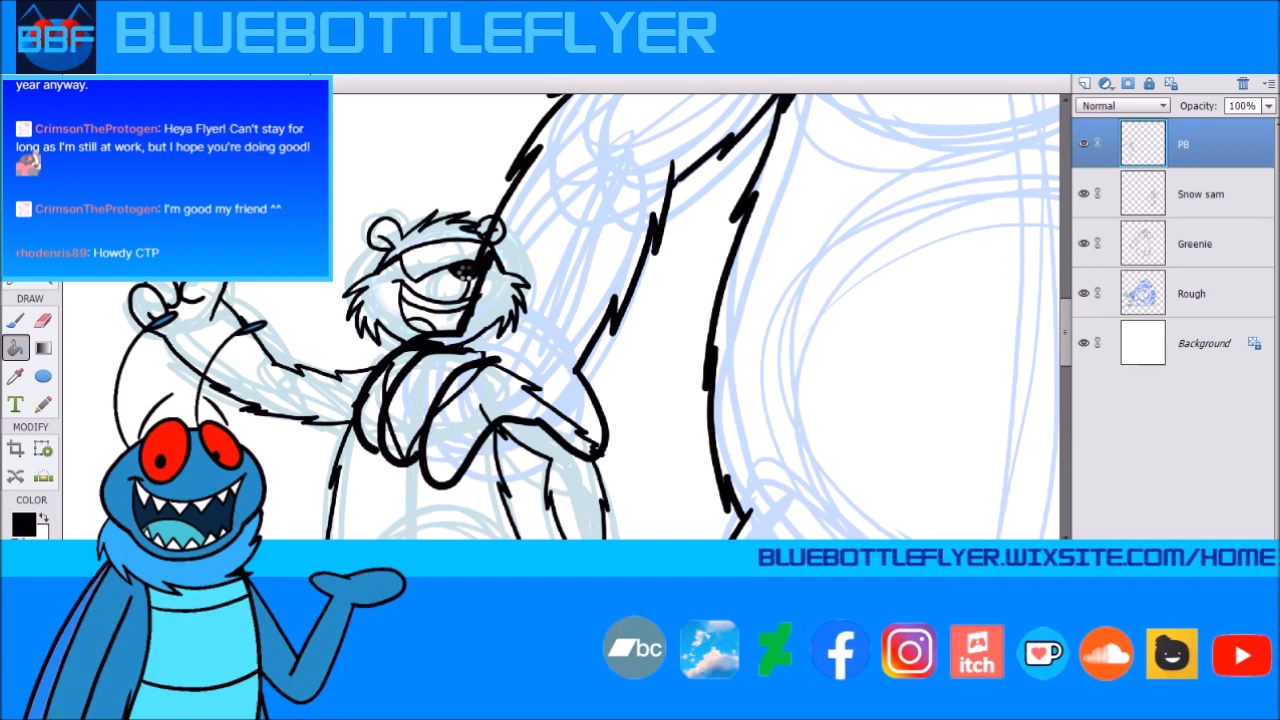 BBF
BLUEBOTTLEFLYER
year anyway.
CrimsonTheProtogen: Heya Flyer! Can't stay for
long as I'm still at work, but I hope you're doing good!
CrimsonTheProtogen: I'm good my friend ^^
rhodenris89: Howdy CTP
DRAW
T
MODIFY
COLOR
Normal
Opacity: 100%
PB
Snow sam
Greenie
Rough
Background
BLUEBOTTLEFLYER.WIXSITE.COM/HOME
bc
itch